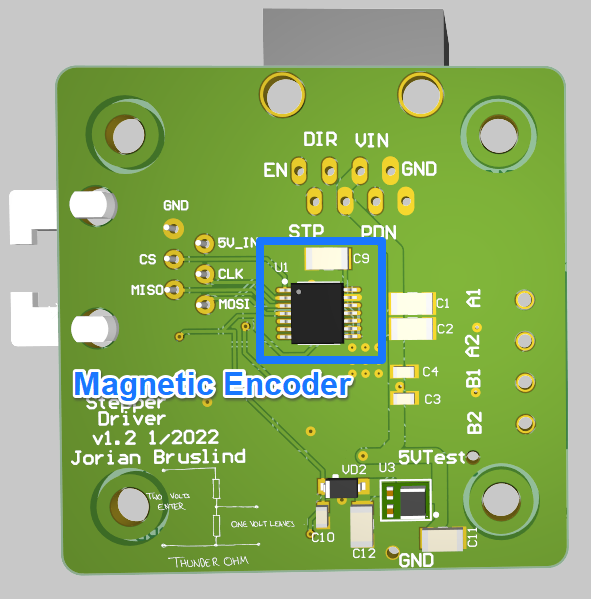 DIR VIN
EN GND
STP PDN
GND
5V_IN
CS
CLK
MISO
MOSI
U1
C9
C1
C2
A1
A2
B1
B2
C4
C3
Magnetic Encoder
Stepper
Driver
v1.2 1/2022
Jorian Bruslind
5VTest
VD2 U3
TWO VOLTS
ENTER
ONE VOLT LEAVES
THUNDER OHM
C10
C12
C11
GND